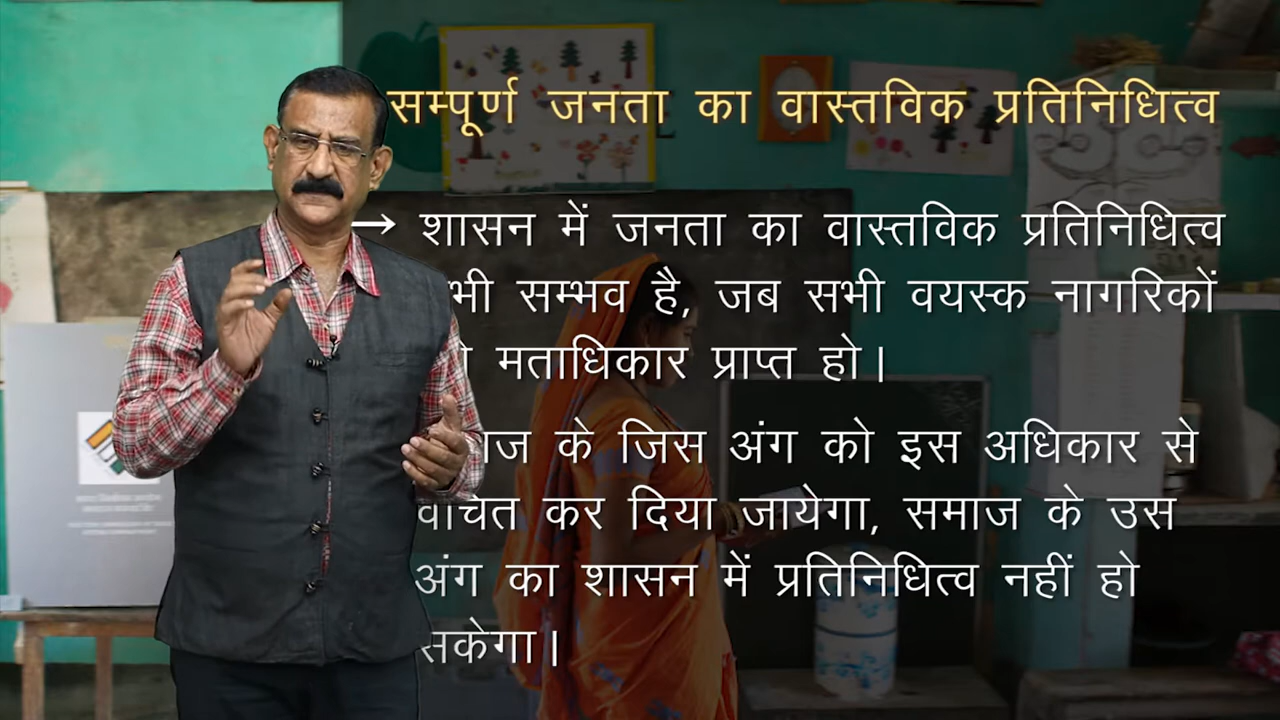 सम्पूर्ण जनता का वास्तविक प्रतिनिधित्व
→ शासन में जनता का वास्तविक प्रतिनिधित्व
सम्भव है, जब सभी वयस्क नागरिकों
मताधिकार प्राप्त हो।
के जिस अंग को इस अधिकार से
वंचित कर दिया जायेगा, समाज के उस
अंग का शासन में प्रतिनिधित्व नहीं हो
सकेगा।